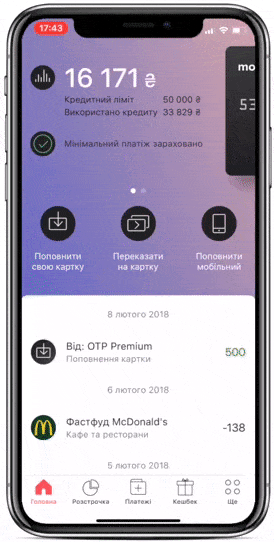 17:43
16 171 ₴
mo
Кредитний ліміт 50 000 ₴
Використано кредиту 33 829 ₴
53
Мінімальний платіж зараховано
Поповнити свою картку
Переказати на картку
Поповнити мобільний
8 лютого 2018
Від: OTP Premium 500
Поповнення картки
6 лютого 2018
Фастфуд McDonald's -138
Кафе та ресторани
5 лютого 2018
Головна Розстрочка Платежі Кешбек Ще